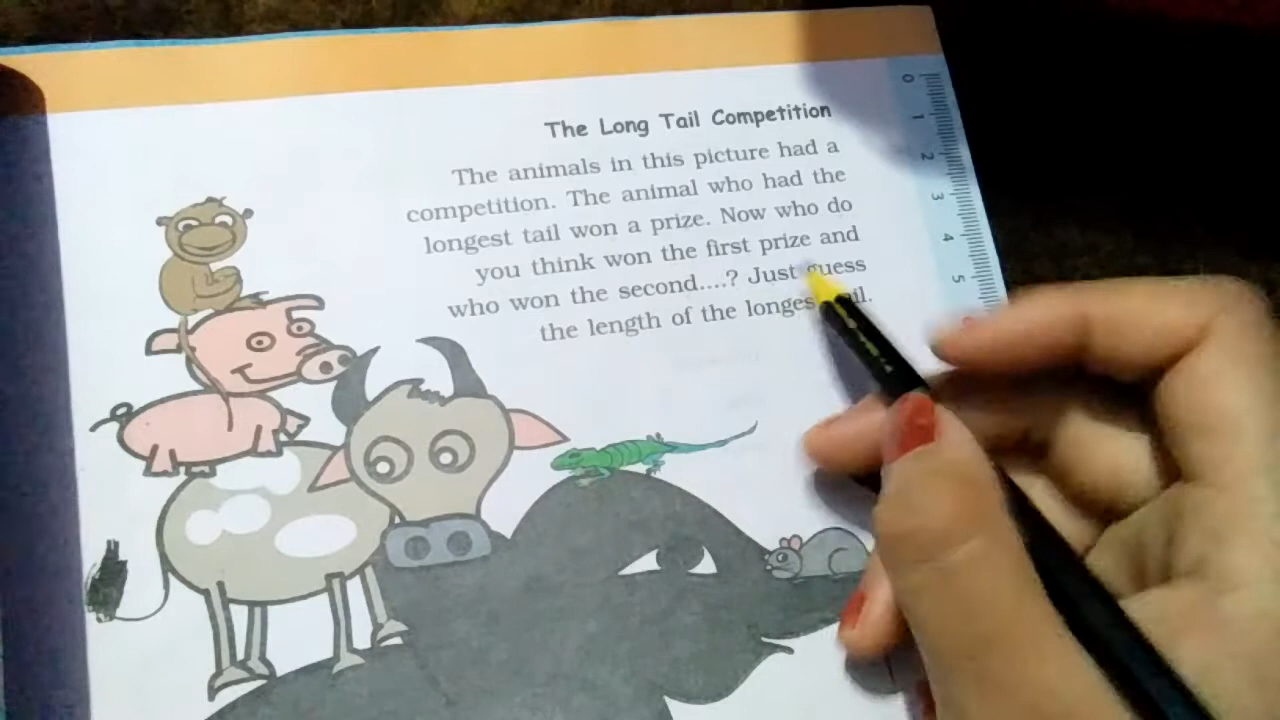 The Long Tail Competition
The animals in this picture had a
competition. The animal who had the
longest tail won a prize. Now who do
you think won the first prize and
who won the second....? Just guess
the length of the longest tail.
0
1
2
3
4
5